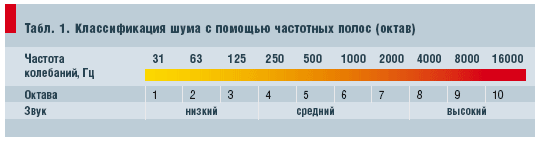 Табл. 1. Классификация шума с помощью частотных полос (октав)
Частота колебаний, Гц 31 63 125 250 500 1000 2000 4000 8000 16000
Октава 1 2 3 4 5 6 7 8 9 10
Звук низкий средний высокий